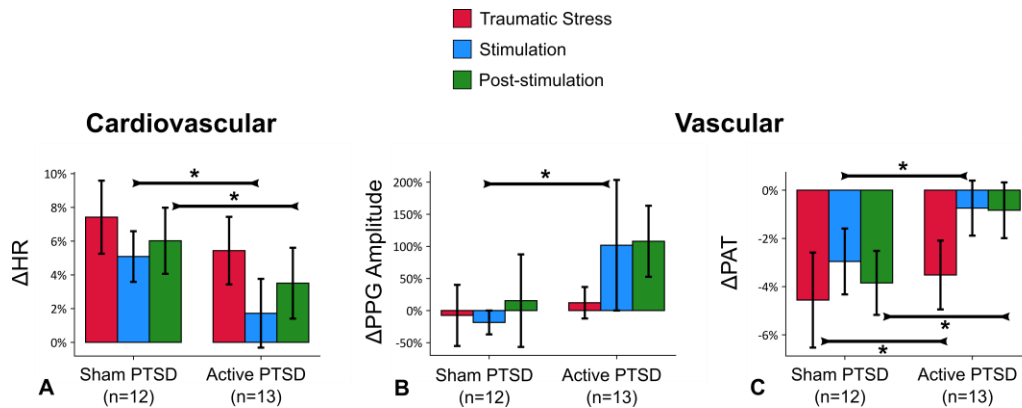 Traumatic Stress
Stimulation
Post-stimulation
Cardiovascular
Vascular
ΔHR
10%
8%
6%
4%
2%
0%
*
*
Sham PTSD
(n=12)
Active PTSD
(n=13)
A
ΔPPG Amplitude
200%
150%
100%
50%
0%
-50%
*
Sham PTSD
(n=12)
Active PTSD
(n=13)
B
ΔPAT
0%
-2%
-4%
-6%
*
*
*
Sham PTSD
(n=12)
Active PTSD
(n=13)
C